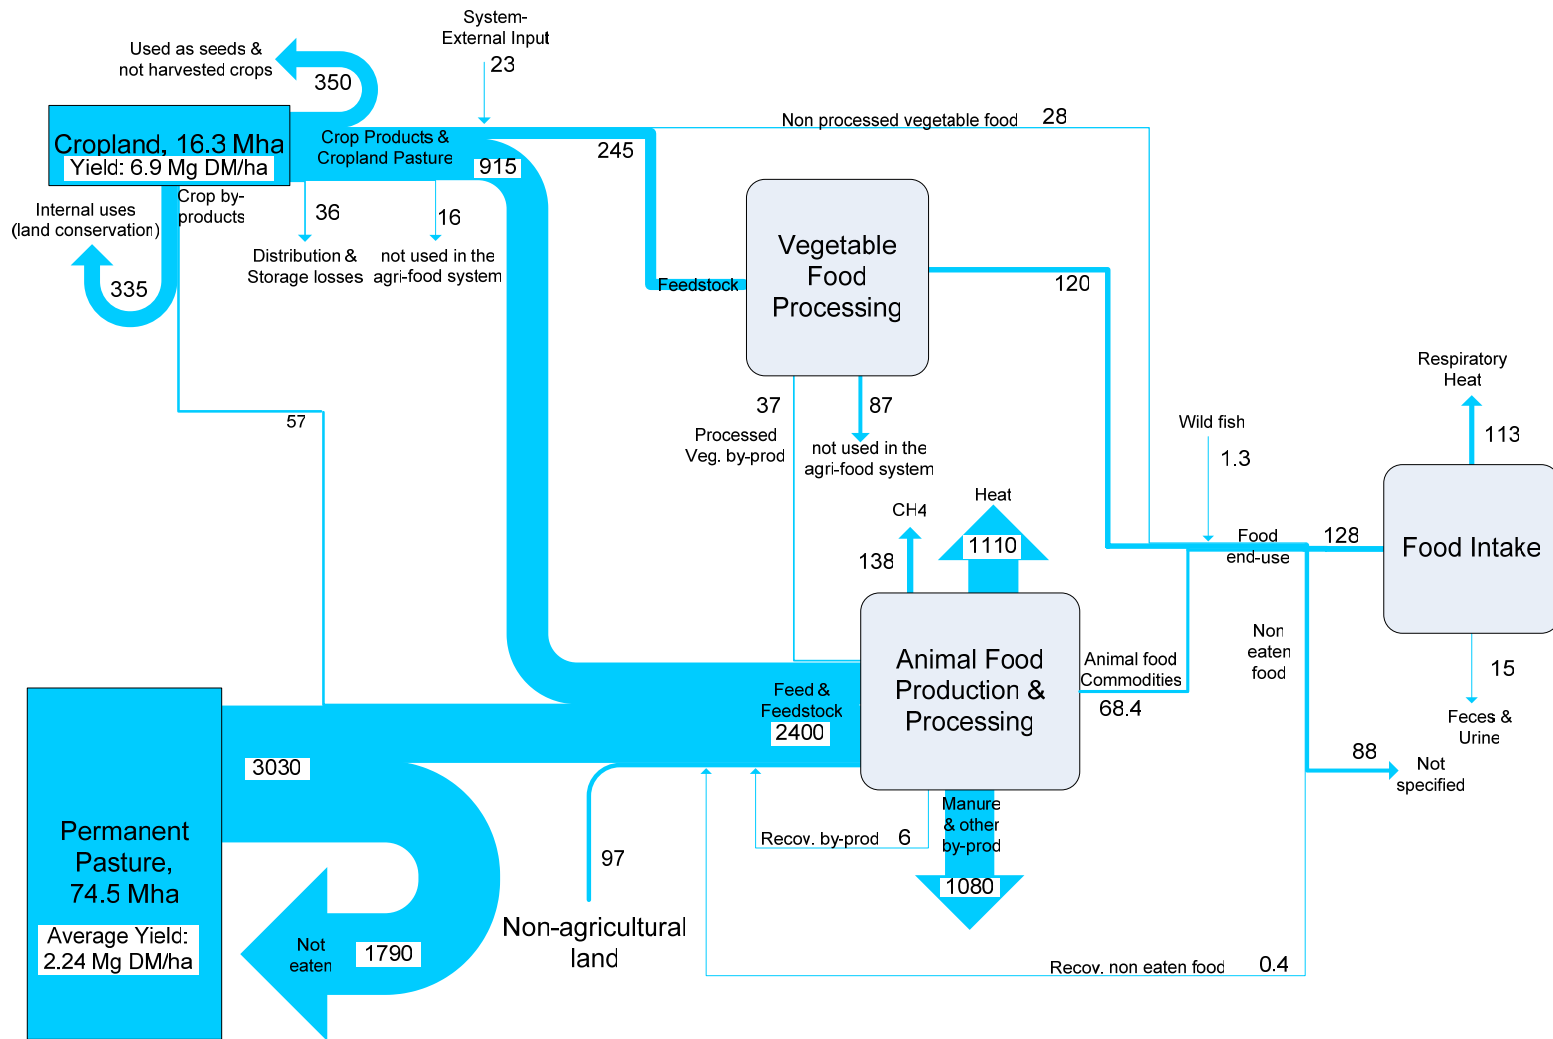 System-
External Input
23
Used as seeds &
not harvested crops
350
Cropland, 16.3 Mha
Yield: 6.9 Mg DM/ha
Crop Products &
Cropland Pasture
915
245
Non processed vegetable food
28
Crop by-
products
Internal uses
(land conservation)
335
36
Distribution &
Storage losses
16
not used in the
agri-food system
Feedstock
Vegetable
Food
Processing
120
57
37
Processed
Veg. by-prod
87
not used in the
agri-food system
Wild fish
1.3
Respiratory
Heat
113
CH4
138
Heat
1110
Food
end-use
128
Food Intake
Non
eaten
food
15
Feces &
Urine
Feed &
Feedstock
2400
Animal Food
Production &
Processing
Animal food
Commodities
68.4
88
Not
specified
3030
Permanent
Pasture,
74.5 Mha
Average Yield:
2.24 Mg DM/ha
Not
eaten
1790
97
Non-agricultural
land
Recov. by-prod
6
Manure
& other
by-prod
1080
Recov. non eaten food
0.4